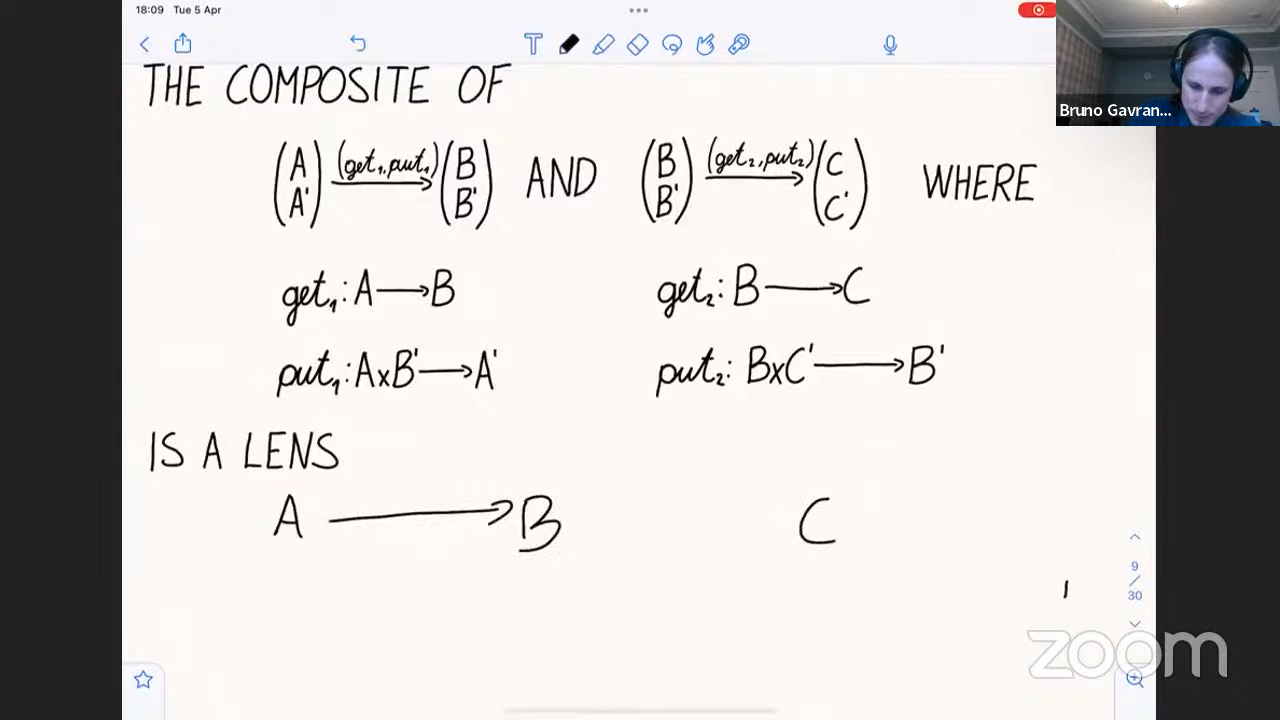 18:09 Tue 5 Apr
T
Bruno Gavran...
THE COMPOSITE OF
(A A') (get₁, put₁) (B B') AND (B B') (get₂, put₂) (C C') WHERE
get₁: A → B get₂: B → C
put₁: A x B' → A' put₂: B x C' → B'
IS A LENS
A → B C
9
/
30
zoom